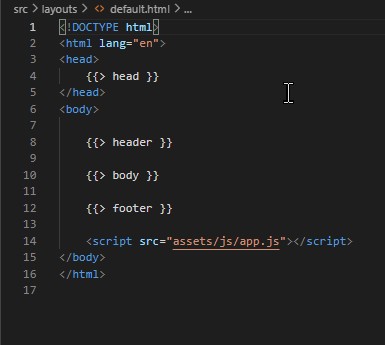 src > layouts > <> default.html > ...
1 <!DOCTYPE html>
2 <html lang="en">
3 <head>
4     {{> head }}
5 </head>
6 <body>
7
8     {{> header }}
9
10     {{> body }}
11
12     {{> footer }}
13
14     <script src="assets/js/app.js"></script>
15 </body>
16 </html>
17